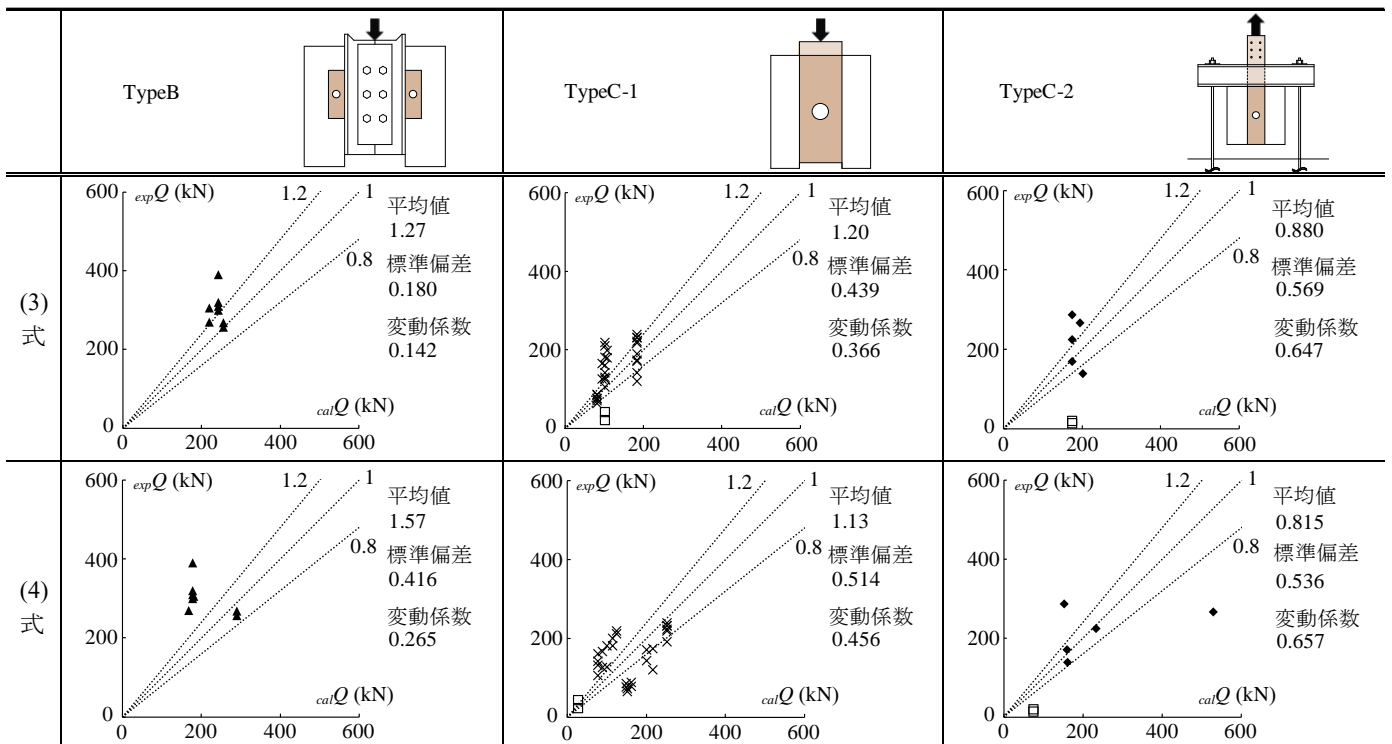 TypeB
TypeC-1
TypeC-2
(3)
式
600
400
200
0
0
200
400
600
expQ (kN)
calQ (kN)
1.2
1
0.8
平均値
1.27
標準偏差
0.180
変動係数
0.142
600
400
200
0
0
200
400
600
expQ (kN)
calQ (kN)
1.2
1
0.8
平均値
1.20
標準偏差
0.439
変動係数
0.366
600
400
200
0
0
200
400
600
expQ (kN)
calQ (kN)
1.2
1
0.8
平均値
0.880
標準偏差
0.569
変動係数
0.647
(4)
式
600
400
200
0
0
200
400
600
expQ (kN)
calQ (kN)
1.2
1
0.8
平均値
1.57
標準偏差
0.416
変動係数
0.265
600
400
200
0
0
200
400
600
expQ (kN)
calQ (kN)
1.2
1
0.8
平均値
1.13
標準偏差
0.514
変動係数
0.456
600
400
200
0
0
200
400
600
expQ (kN)
calQ (kN)
1.2
1
0.8
平均値
0.815
標準偏差
0.536
変動係数
0.657